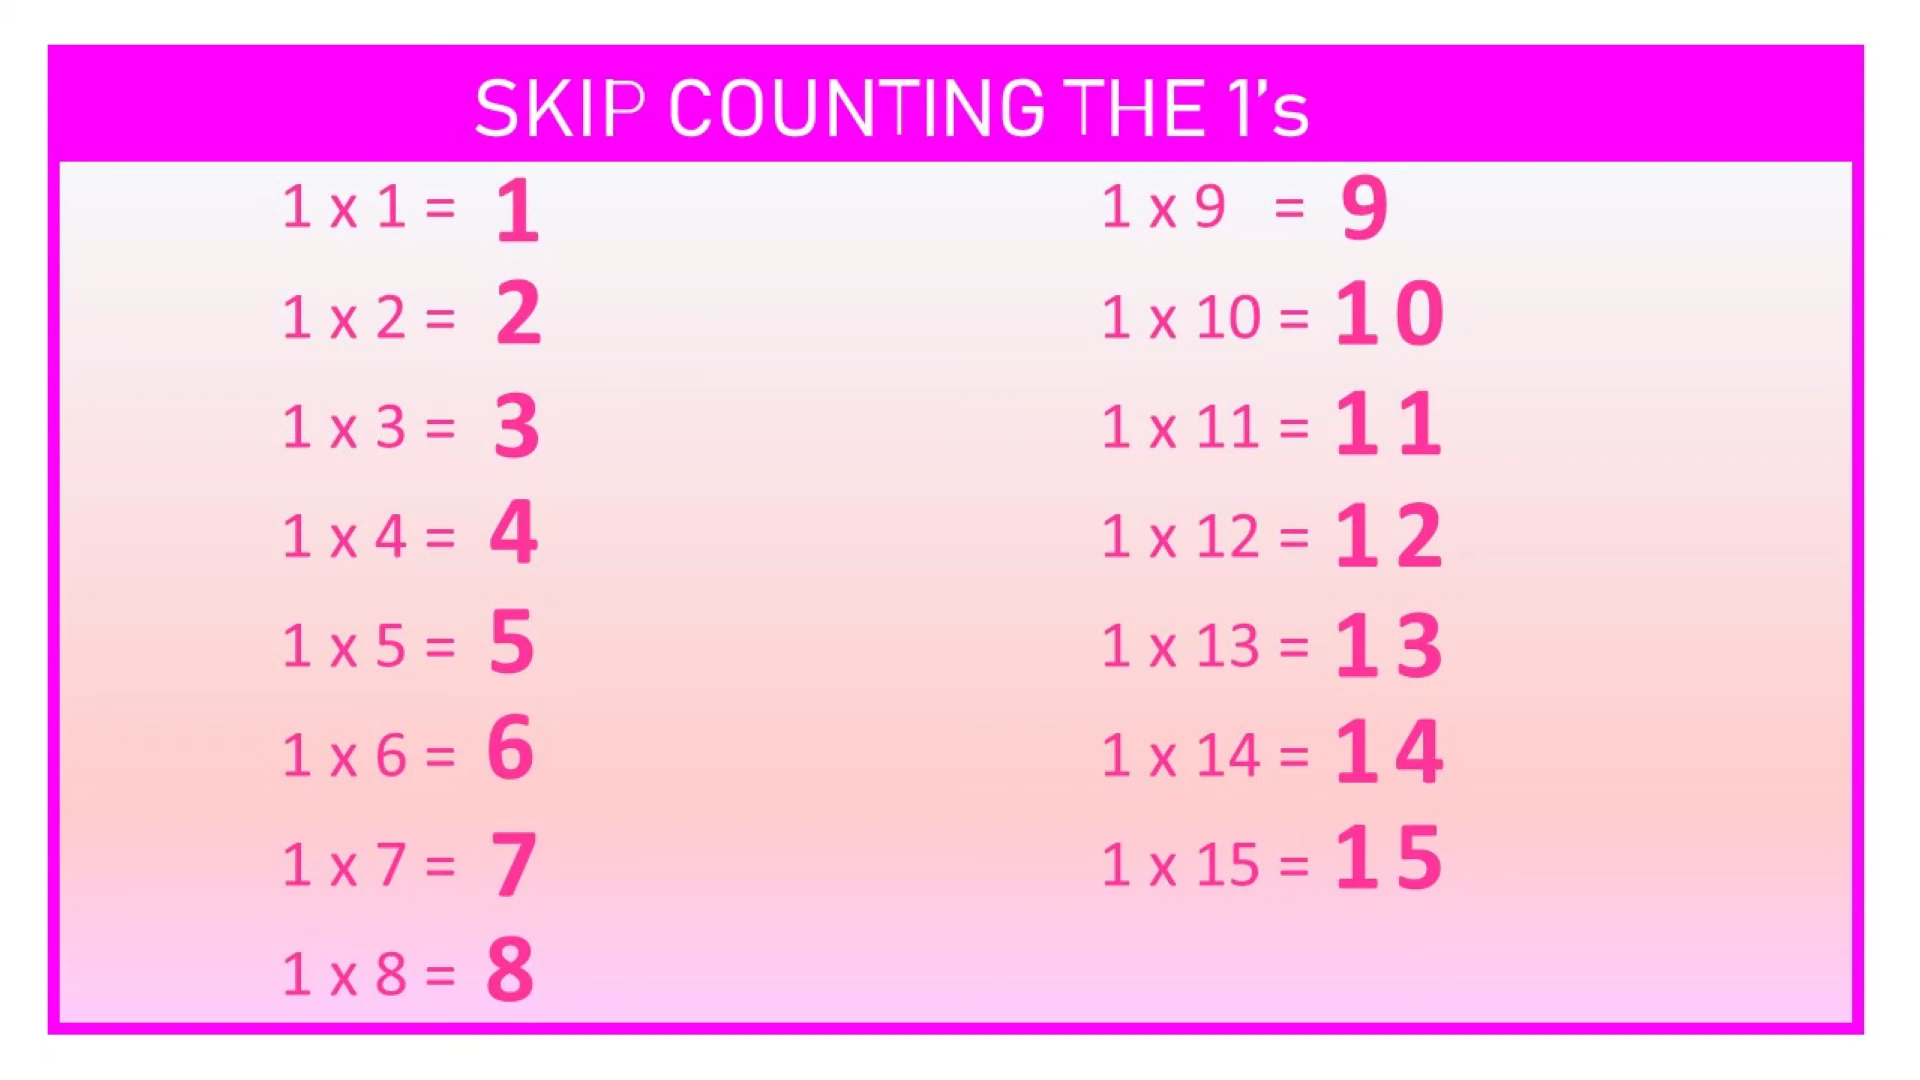 SKIP COUNTING THE 1's
1 x 1 = 1
1 x 2 = 2
1 x 3 = 3
1 x 4 = 4
1 x 5 = 5
1 x 6 = 6
1 x 7 = 7
1 x 8 = 8
1 x 9 = 9
1 x 10 = 10
1 x 11 = 11
1 x 12 = 12
1 x 13 = 13
1 x 14 = 14
1 x 15 = 15